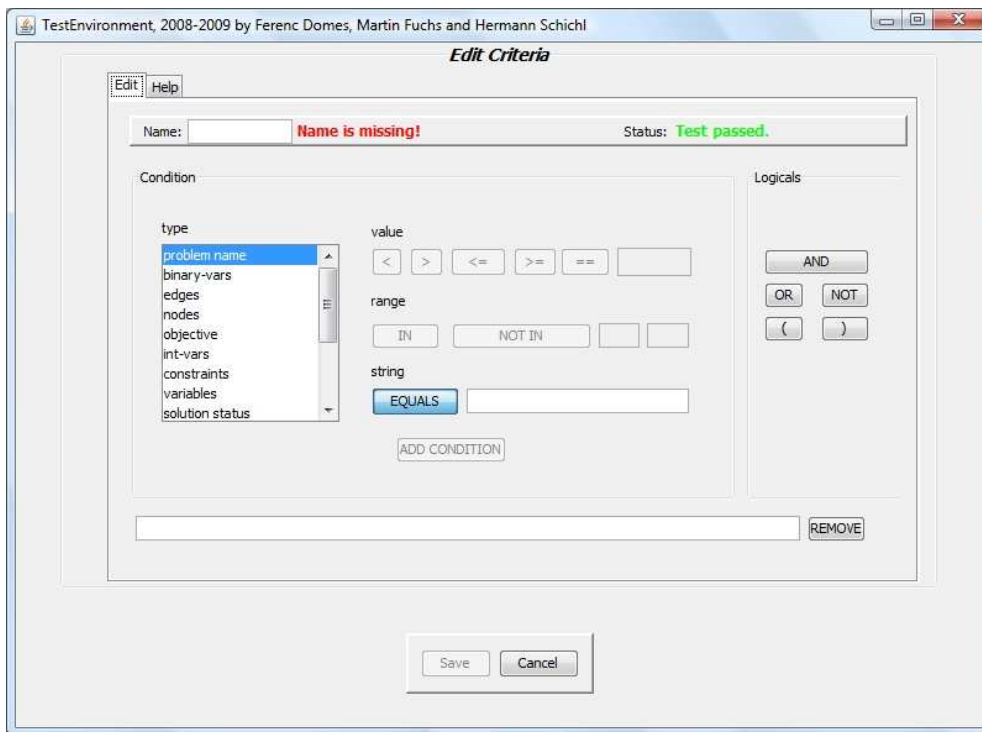 TestEnvironment, 2008-2009 by Ferenc Domes, Martin Fuchs and Hermann Schichl
Edit Criteria
Edit Help
Name: Name is missing! Status: Test passed.
Condition
Logicals
type
problem name
binary-vars
edges
nodes
objective
int-vars
constraints
variables
solution status
value
< > <= >= ==
range
IN NOT IN
string
EQUALS
ADD CONDITION
AND
OR NOT
( )
REMOVE
Save Cancel